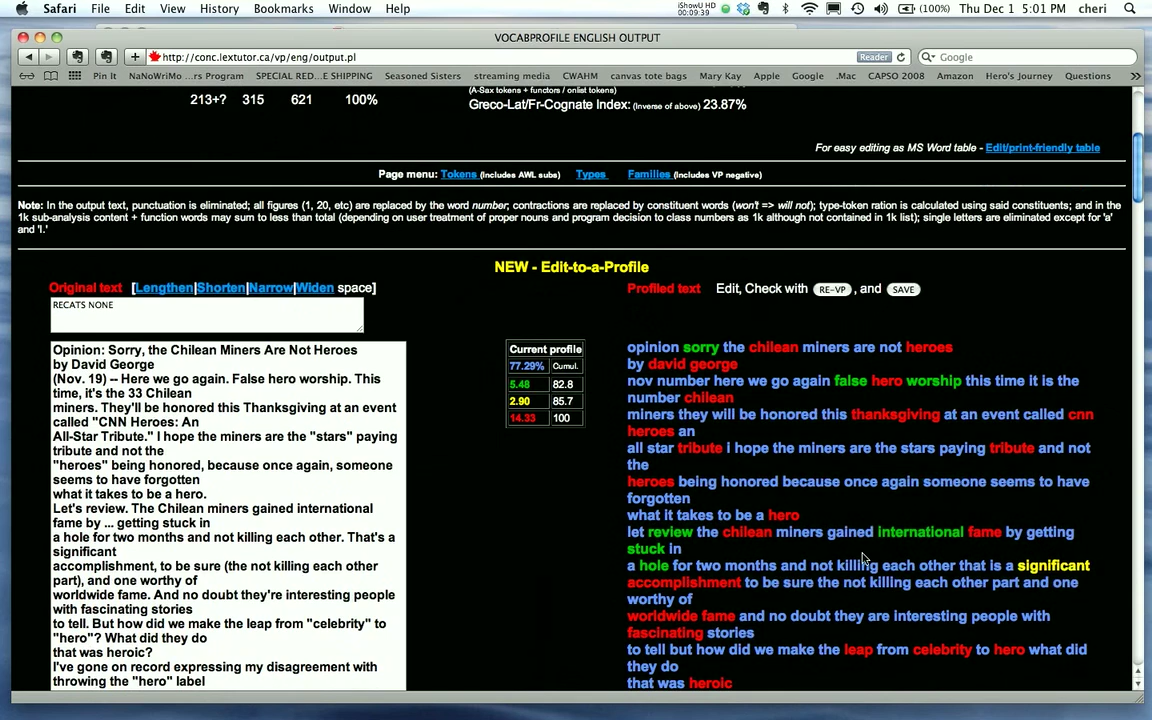 Safari File Edit View History Bookmarks Window Help iShowU HD 00:09:39 (100%) Thu Dec 1 5:01 PM cheri
VOCABPROFILE ENGLISH OUTPUT
http://conc.lextutor.ca/vp/eng/output.pl Reader Google
Pin It NaNoWriMo ...rs Program SPECIAL RED...E SHIPPING Seasoned Sisters streaming media CWAHM canvas tote bags Mary Kay Apple Google .Mac CAPSO 2008 Amazon Hero's Journey Questions >>
(A-Sax tokens + functors / onlist tokens)
213+? 315 621 100% Greco-Lat/Fr-Cognate Index: (Inverse of above) 23.87%
For easy editing as MS Word table - Edit/print-friendly table
Page menu: Tokens (Includes AWL subs) Types Families (Includes VP negative)
Note: In the output text, punctuation is eliminated; all figures (1, 20, etc) are replaced by the word number; contractions are replaced by constituent words (won't => will not); type-token ration is calculated using said constituents; and in the
1k sub-analysis content + function words may sum to less than total (depending on user treatment of proper nouns and program decision to class numbers as 1k although not contained in 1k list); single letters are eliminated except for 'a'
and 'I.'
NEW - Edit-to-a-Profile
Original text [Lengthen|Shorten|Narrow|Widen space]
Profiled text Edit, Check with RE-VP , and SAVE
RECATS NONE
Opinion: Sorry, the Chilean Miners Are Not Heroes
by David George
(Nov. 19) -- Here we go again. False hero worship. This
time, it's the 33 Chilean
miners. They'll be honored this Thanksgiving at an event
called "CNN Heroes: An
All-Star Tribute." I hope the miners are the "stars" paying
tribute and not the
"heroes" being honored, because once again, someone
seems to have forgotten
what it takes to be a hero.
Let's review. The Chilean miners gained international
fame by ... getting stuck in
a hole for two months and not killing each other. That's a
significant
accomplishment, to be sure (the not killing each other
part), and one worthy of
worldwide fame. And no doubt they're interesting people
with fascinating stories
to tell. But how did we make the leap from "celebrity" to
"hero"? What did they do
that was heroic?
I've gone on record expressing my disagreement with
throwing the "hero" label
Current profile
77.29% Cumul.
5.48 82.8
2.90 85.7
14.33 100
opinion sorry the chilean miners are not heroes
by david george
nov number here we go again false hero worship this time it is the
number chilean
miners they will be honored this thanksgiving at an event called cnn
heroes an
all star tribute i hope the miners are the stars paying tribute and not
the
heroes being honored because once again someone seems to have
forgotten
what it takes to be a hero
let review the chilean miners gained international fame by getting
stuck in
a hole for two months and not killing each other that is a significant
accomplishment to be sure the not killing each other part and one
worthy of
worldwide fame and no doubt they are interesting people with
fascinating stories
to tell but how did we make the leap from celebrity to hero what did
they do
that was heroic